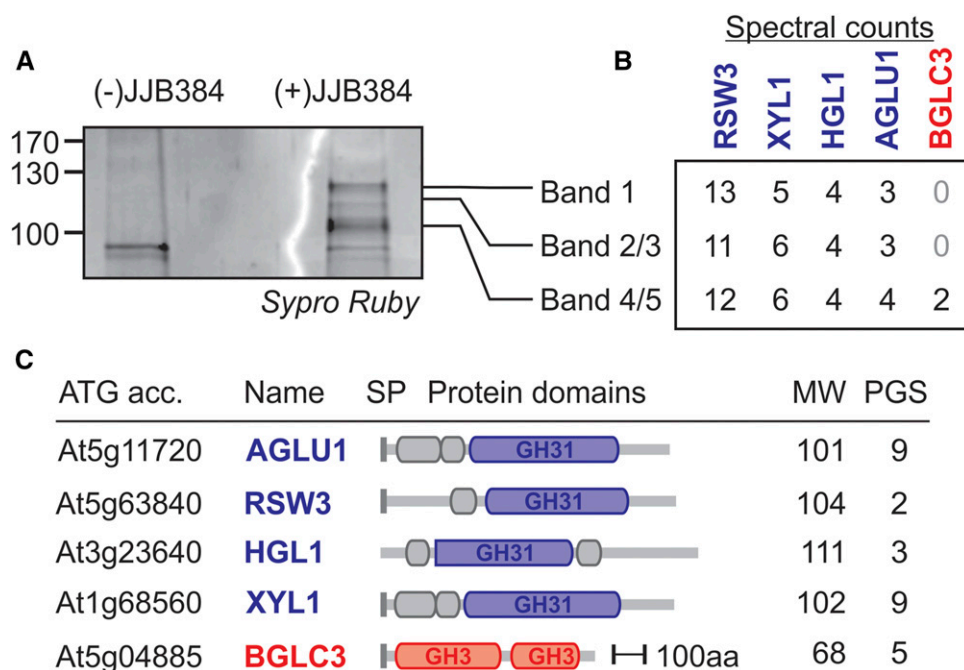 Spectral counts
A
B
(-)JJB384 (+)JJB384
RSW3 XYL1 HGL1 AGLU1 BGLC3
170
130
100
Band 1 13 5 4 3 0
Band 2/3 11 6 4 3 0
Band 4/5 12 6 4 4 2
Sypro Ruby
C
ATG acc. Name SP Protein domains MW PGS
At5g11720 AGLU1 GH31 101 9
At5g63840 RSW3 GH31 104 2
At3g23640 HGL1 GH31 111 3
At1g68560 XYL1 GH31 102 9
At5g04885 BGLC3 GH3 GH3 100aa 68 5